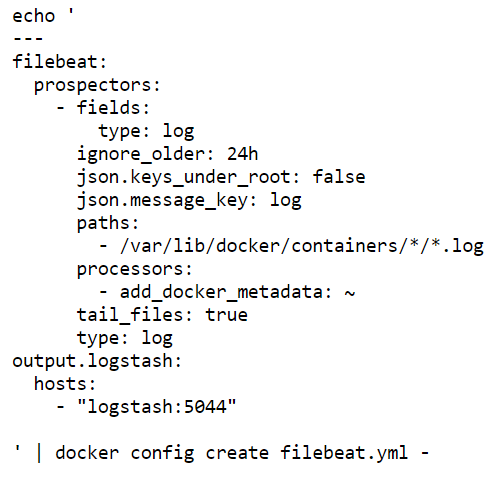 echo '
---
filebeat:
  prospectors:
    - fields:
        type: log
      ignore_older: 24h
      json.keys_under_root: false
      json.message_key: log
      paths:
        - /var/lib/docker/containers/*/*.log
      processors:
        - add_docker_metadata: ~
      tail_files: true
      type: log
output.logstash:
  hosts:
    - "logstash:5044"

' | docker config create filebeat.yml -